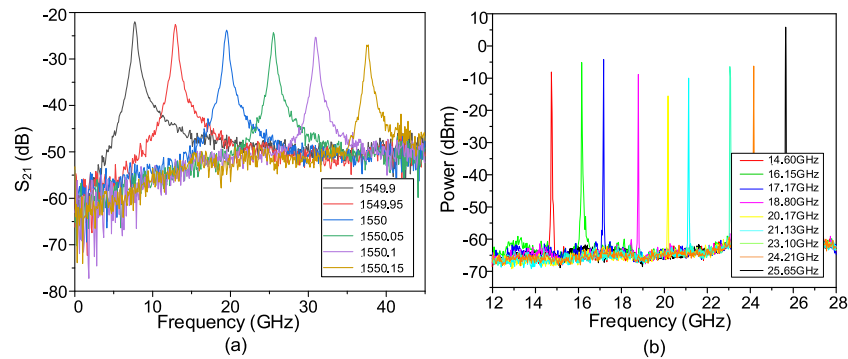 -20
-30
-40
-50
-60
-70
-80
S21 (dB)
0 10 20 30 40
Frequency (GHz)
1549.9
1549.95
1550
1550.05
1550.1
1550.15
(a)
10
0
-10
-20
-30
-40
-50
-60
-70
Power (dBm)
12 14 16 18 20 22 24 26 28
Frequency (GHz)
14.60GHz
16.15GHz
17.17GHz
18.80GHz
20.17GHz
21.13GHz
23.10GHz
24.21GHz
25.65GHz
(b)